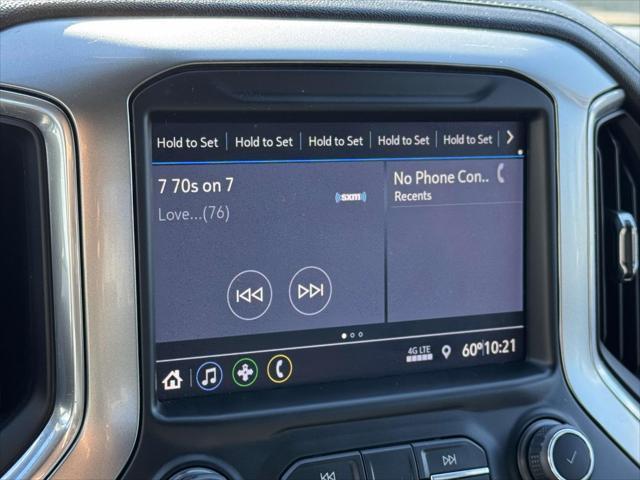 Hold to Set Hold to Set Hold to Set Hold to Set Hold to Set
7 70s on 7
Love...(76)
sxm
No Phone Con..
Recents
4G LTE
60° 10:21